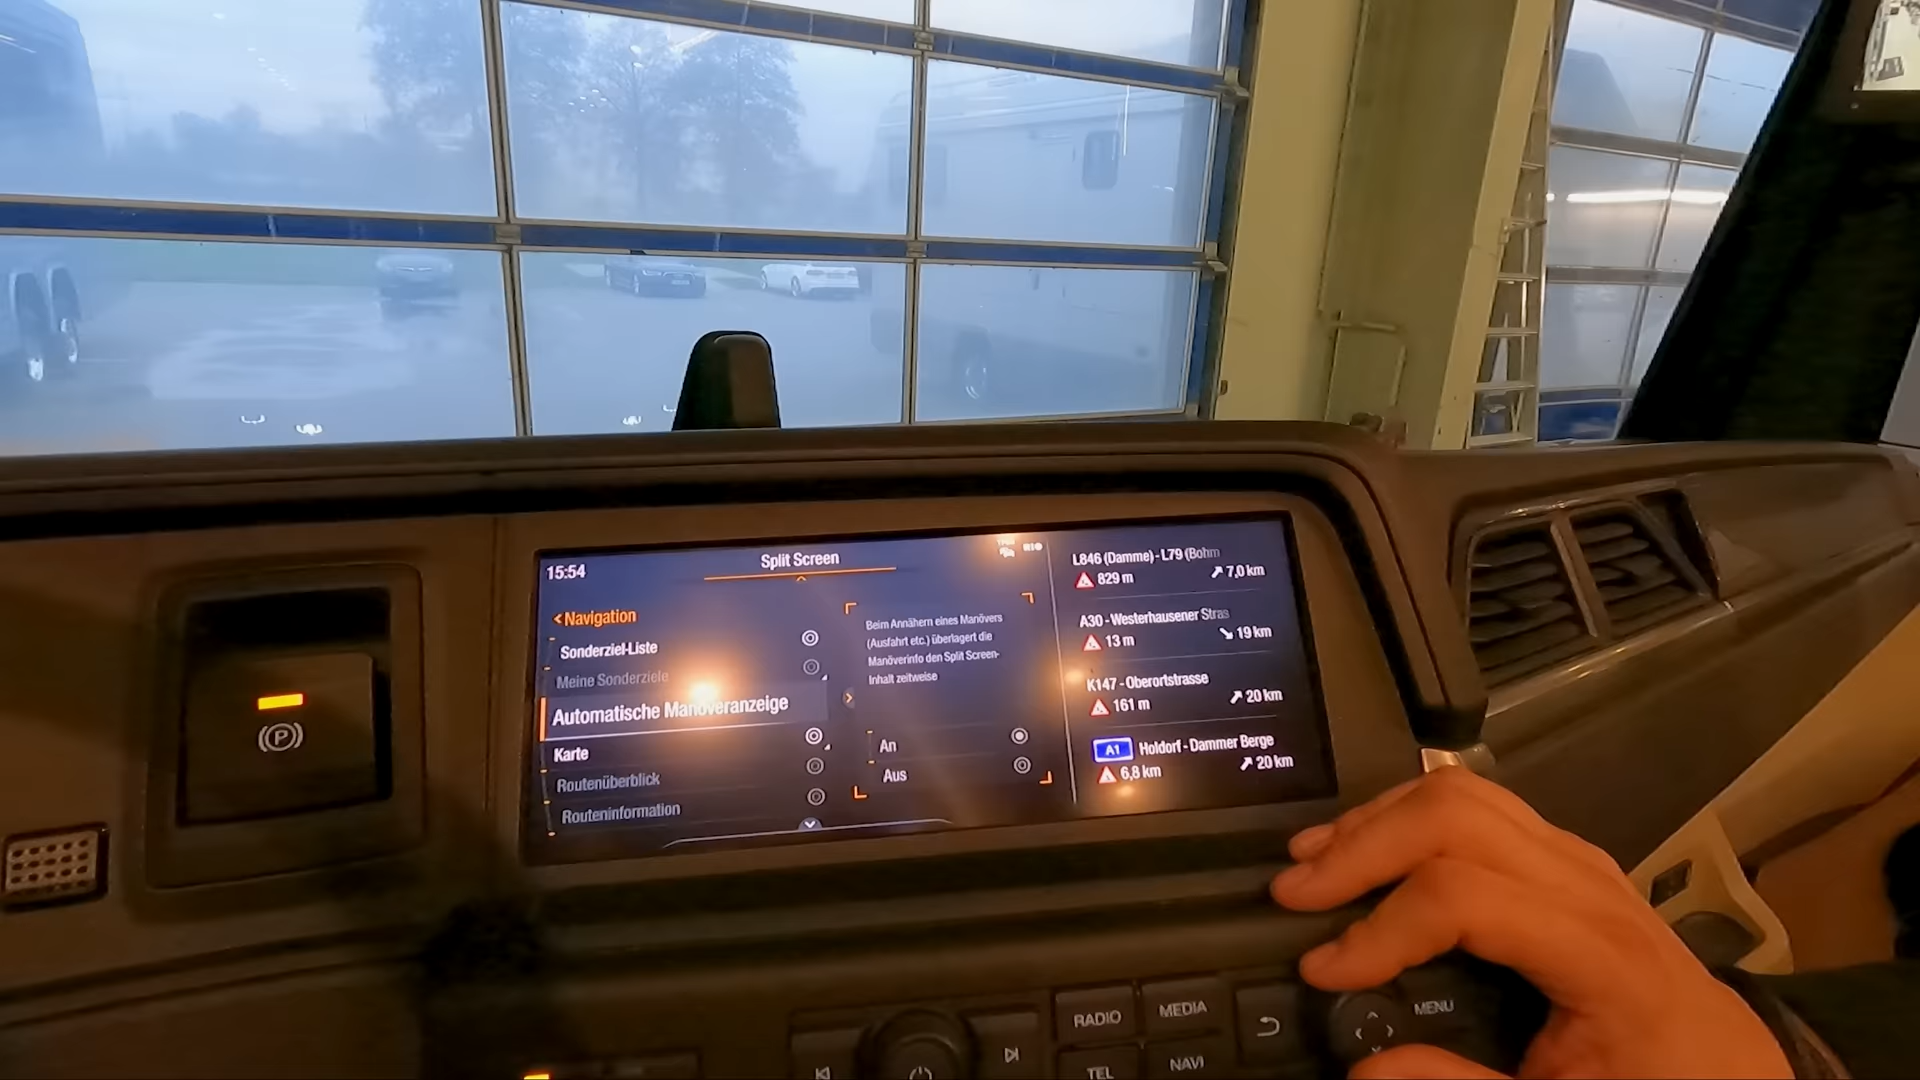 15:54
Split Screen
Navigation
Sonderziel-Liste
Meine Sonderziele
Automatische Manöveranzeige
Karte
Routenüberblick
Routeninformation
Beim Annähern eines Manövers
(Ausfahrt etc.) überlagert die
Manöverinfo den Split Screen-
Inhalt zeitweise
An
Aus
L846 (Damme) - L79 (Bohm
829 m 7,0 km
A30 - Westerhausener Stras
13 m 19 km
K147 - Oberortstrasse
161 m 20 km
A1 Holdorf - Dammer Berge
6,8 km 20 km
P
RADIO
MEDIA
MENU
TEL
NAVI